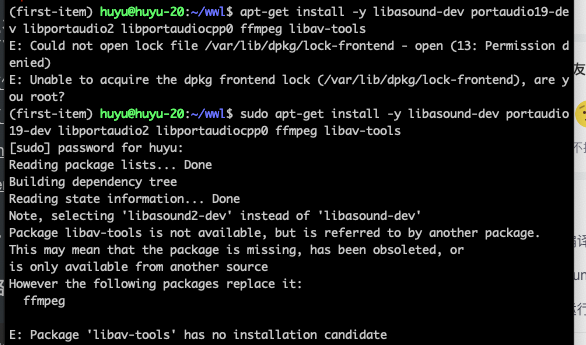 (first-item) huyu@huyu-20:~/wwl$ apt-get install -y libasound-dev portaudio19-de
v libportaudio2 libportaudiocpp0 ffmpeg libav-tools
E: Could not open lock file /var/lib/dpkg/lock-frontend - open (13: Permission d
enied)
E: Unable to acquire the dpkg frontend lock (/var/lib/dpkg/lock-frontend), are y
ou root?
(first-item) huyu@huyu-20:~/wwl$ sudo apt-get install -y libasound-dev portaudio
19-dev libportaudio2 libportaudiocpp0 ffmpeg libav-tools
[sudo] password for huyu:
Reading package lists... Done
Building dependency tree
Reading state information... Done
Note, selecting 'libasound2-dev' instead of 'libasound-dev'
Package libav-tools is not available, but is referred to by another package.
This may mean that the package is missing, has been obsoleted, or
is only available from another source
However the following packages replace it:
  ffmpeg

E: Package 'libav-tools' has no installation candidate